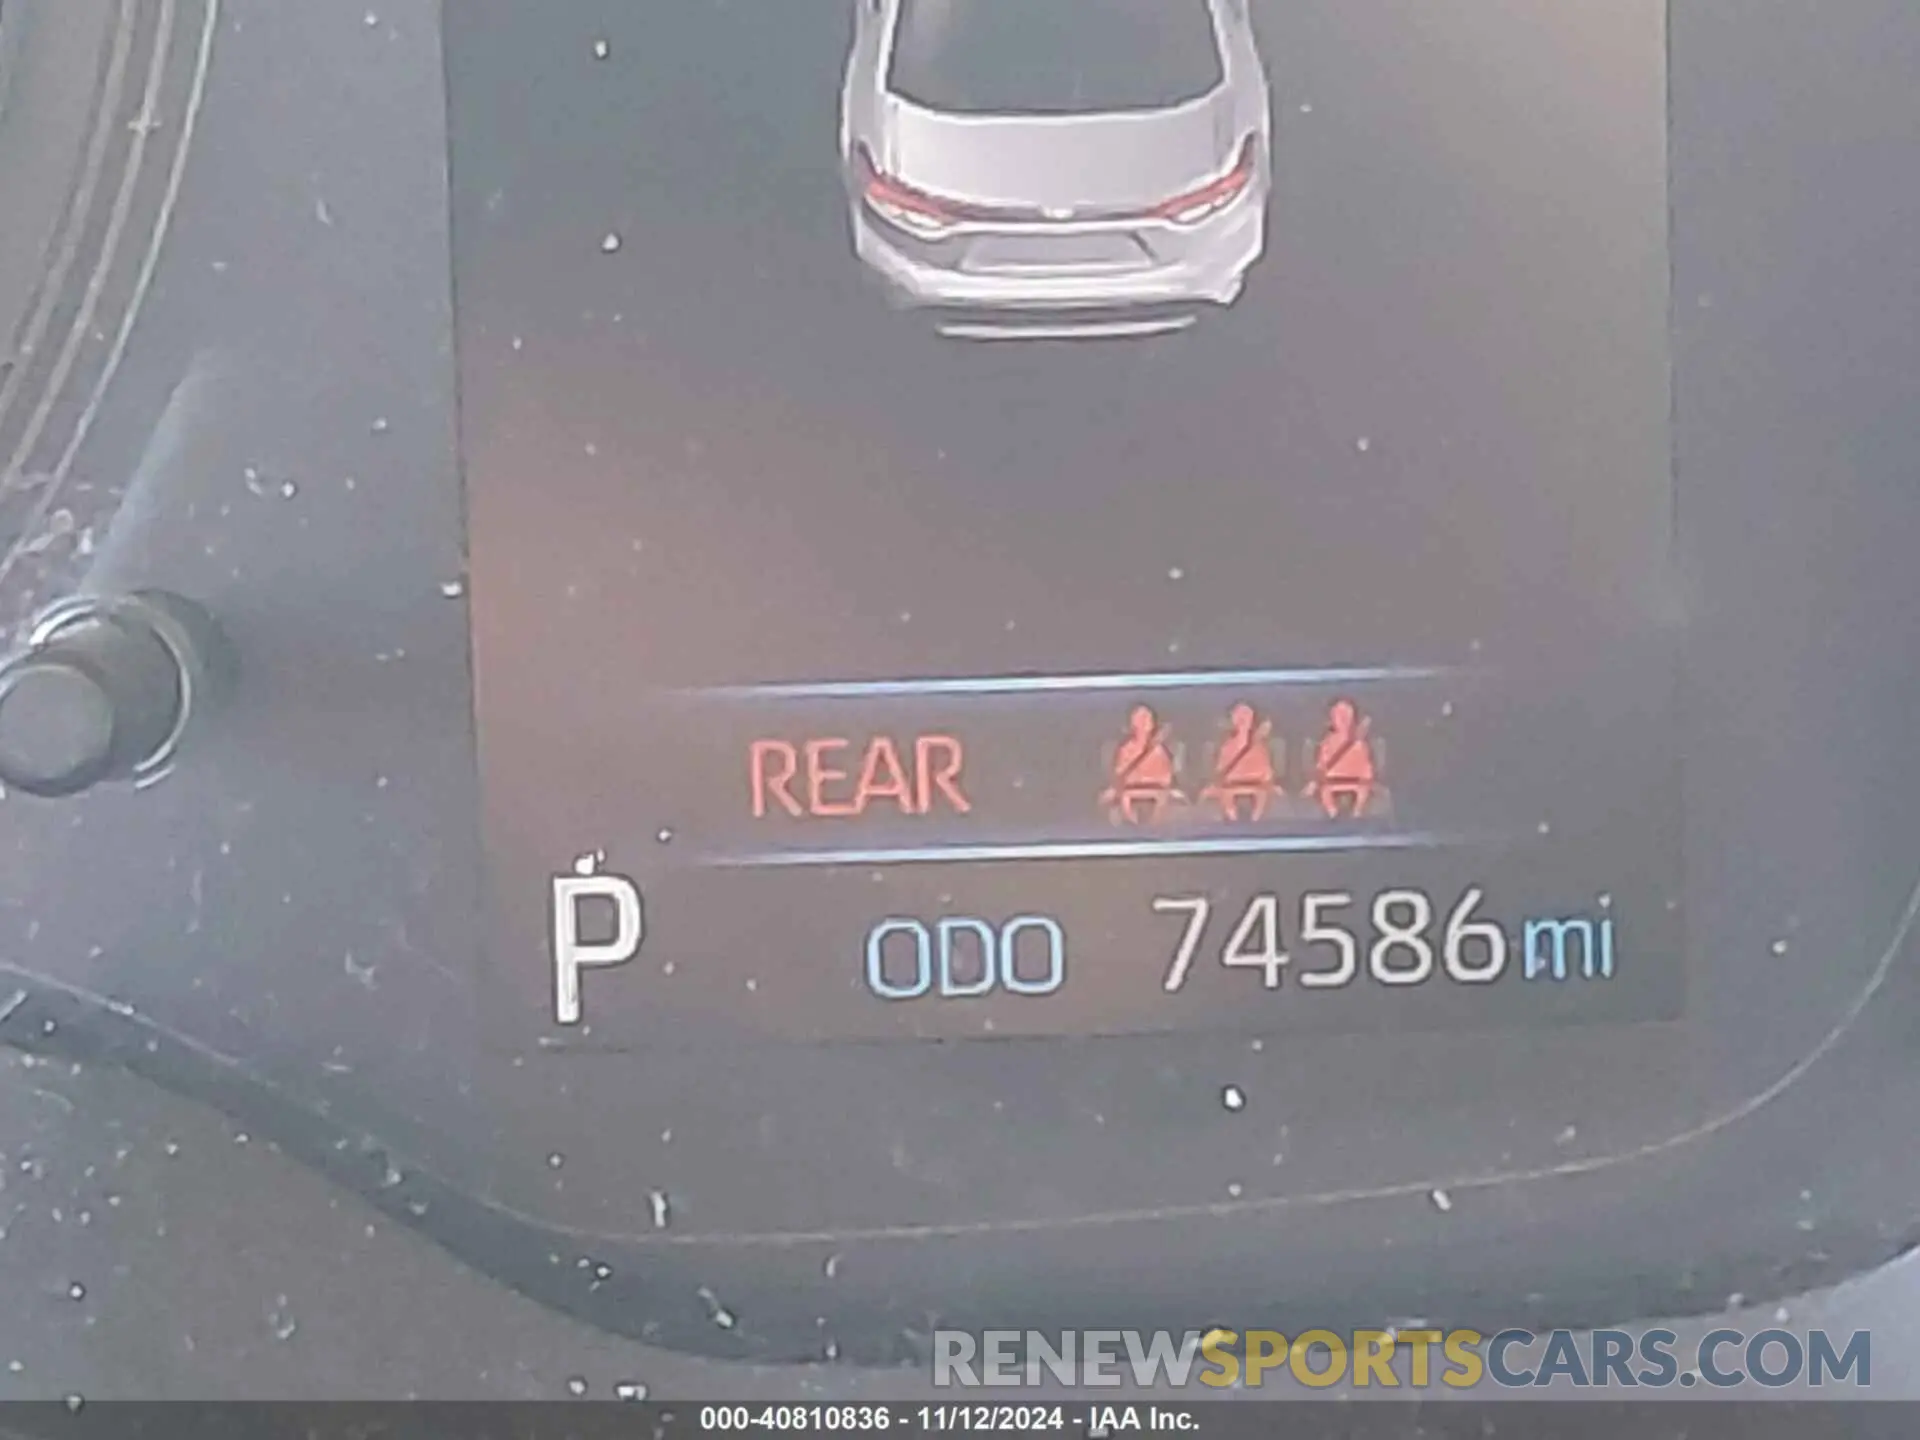 REAR
P ODO 74586 mi
RENEWSPORTSCARS.COM
000-40810836 - 11/12/2024 - IAA Inc.